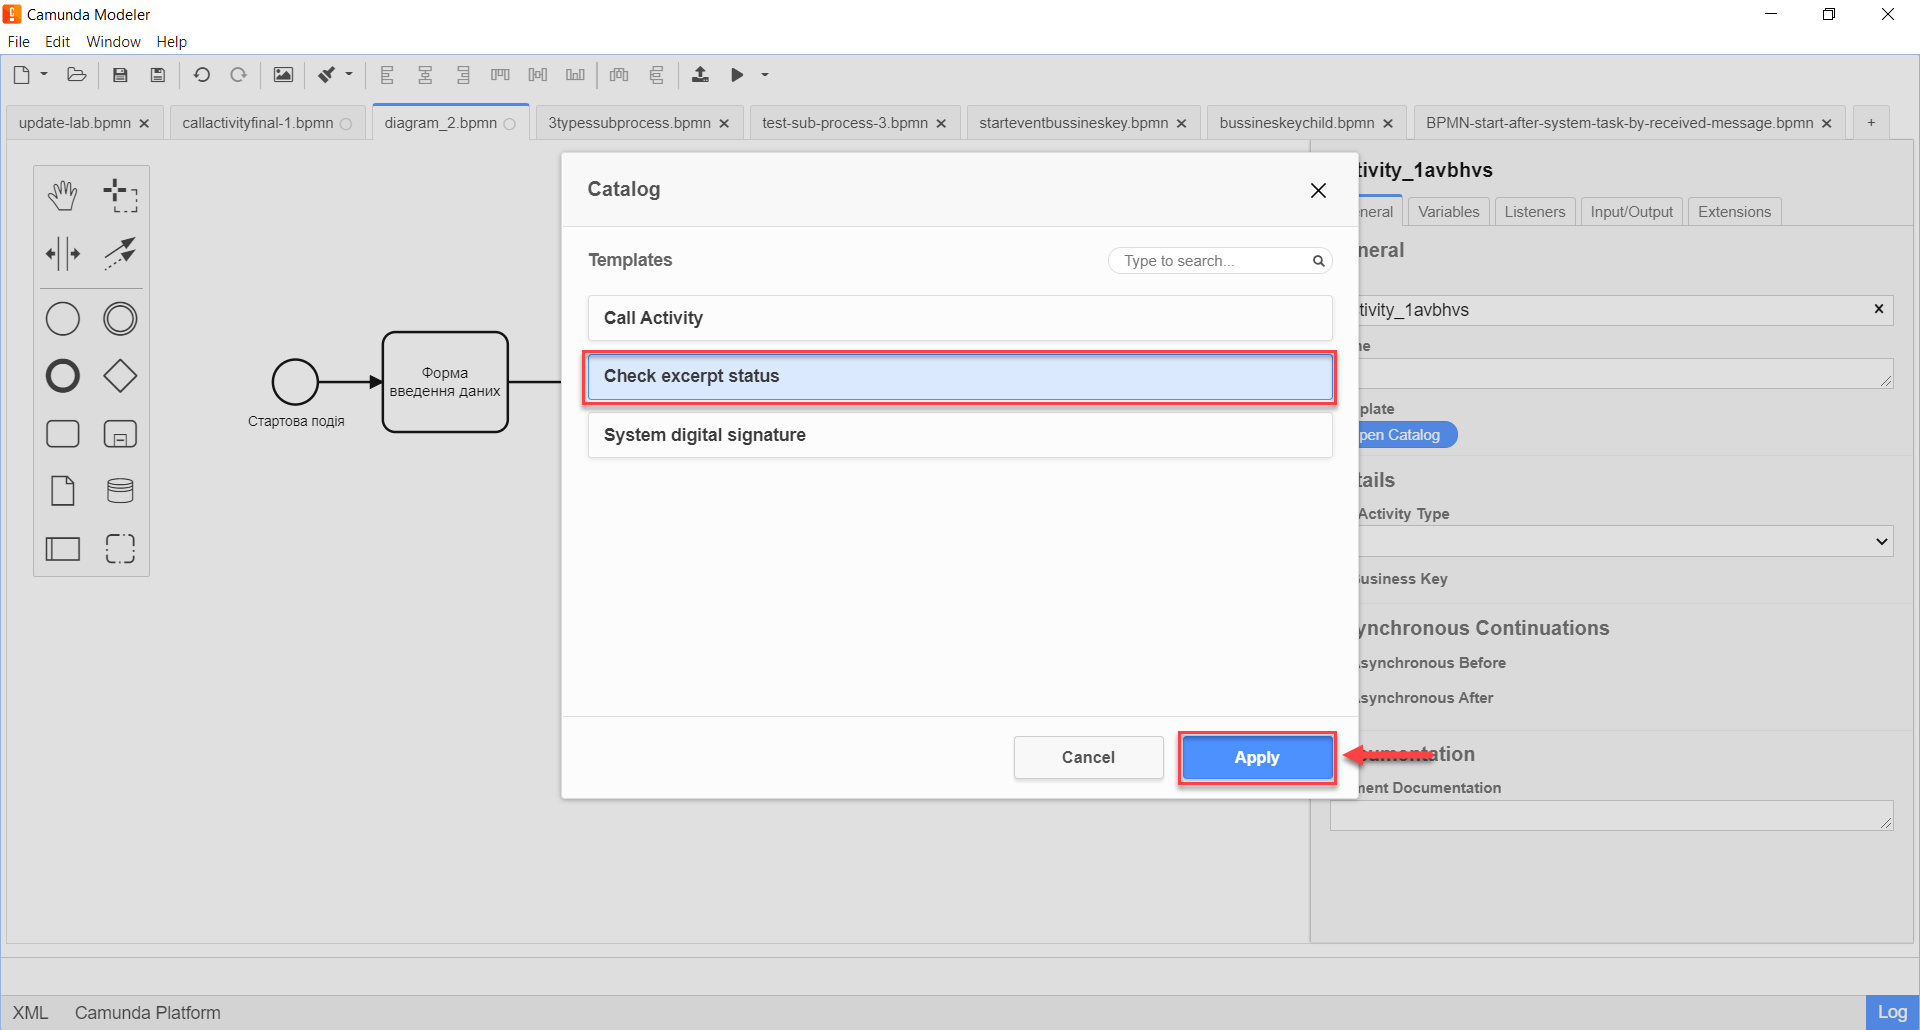 Camunda Modeler
File Edit Window Help
update-lab.bpmn callactivityfinal-1.bpmn diagram_2.bpmn 3typessubprocess.bpmn test-sub-process-3.bpmn starteventbussineskey.bpmn bussineskeychild.bpmn BPMN-start-after-system-task-by-received-message.bpmn +
Стартова подія
Форма
введення даних
Catalog
Templates
Type to search...
Call Activity
Check excerpt status
System digital signature
Cancel Apply
tivity_1avbhvs
neral Variables Listeners Input/Output Extensions
neral
tivity_1avbhvs
ne
plate
pen Catalog
tails
Activity Type
usiness Key
ynchronous Continuations
synchronous Before
synchronous After
cumentation
nent Documentation
XML Camunda Platform
Log